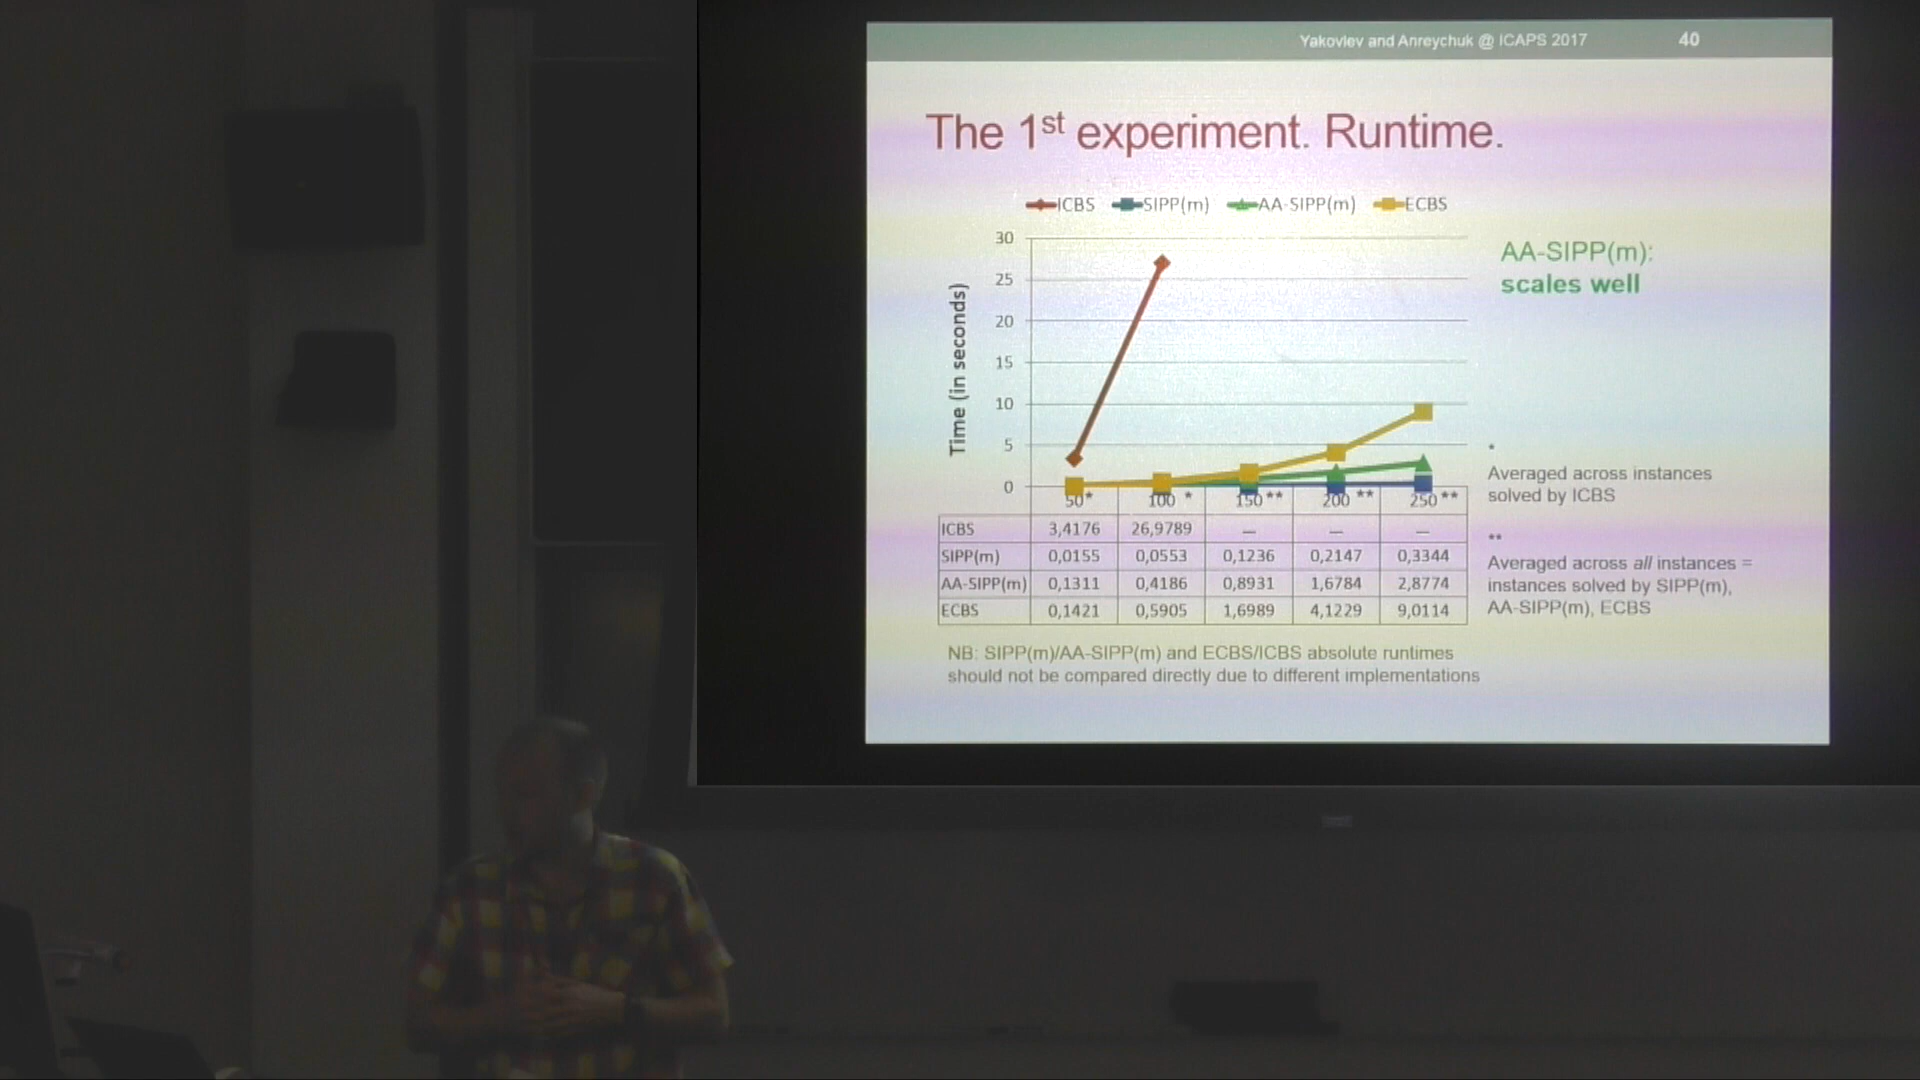 Yakovlev and Anreychuk @ ICAPS 2017 40
The 1st experiment. Runtime.
ICBS SIPP(m) AA-SIPP(m) ECBS
30
25
20
15
10
5
0
Time (in seconds)
AA-SIPP(m):
scales well
50* 100 * 150 ** 200 ** 250 **
ICBS 3,4176 26,9789 — — —
SIPP(m) 0,0155 0,0553 0,1236 0,2147 0,3344
AA-SIPP(m) 0,1311 0,4186 0,8931 1,6784 2,8774
ECBS 0,1421 0,5905 1,6989 4,1229 9,0114
*
Averaged across instances
solved by ICBS
**
Averaged across all instances =
instances solved by SIPP(m),
AA-SIPP(m), ECBS
NB: SIPP(m)/AA-SIPP(m) and ECBS/ICBS absolute runtimes
should not be compared directly due to different implementations